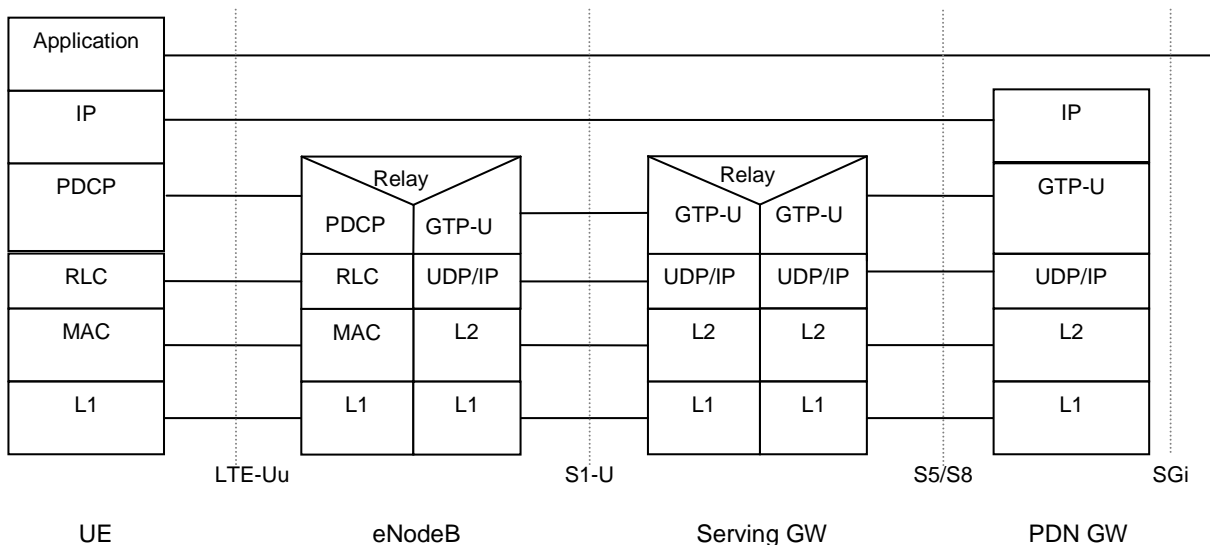 Application
IP
IP
PDCP
Relay
Relay
GTP-U
PDCP
GTP-U
GTP-U
GTP-U
RLC
RLC
UDP/IP
UDP/IP
UDP/IP
UDP/IP
MAC
MAC
L2
L2
L2
L2
L1
L1
L1
L1
L1
L1
LTE-Uu
S1-U
S5/S8
SGi
UE
eNodeB
Serving GW
PDN GW